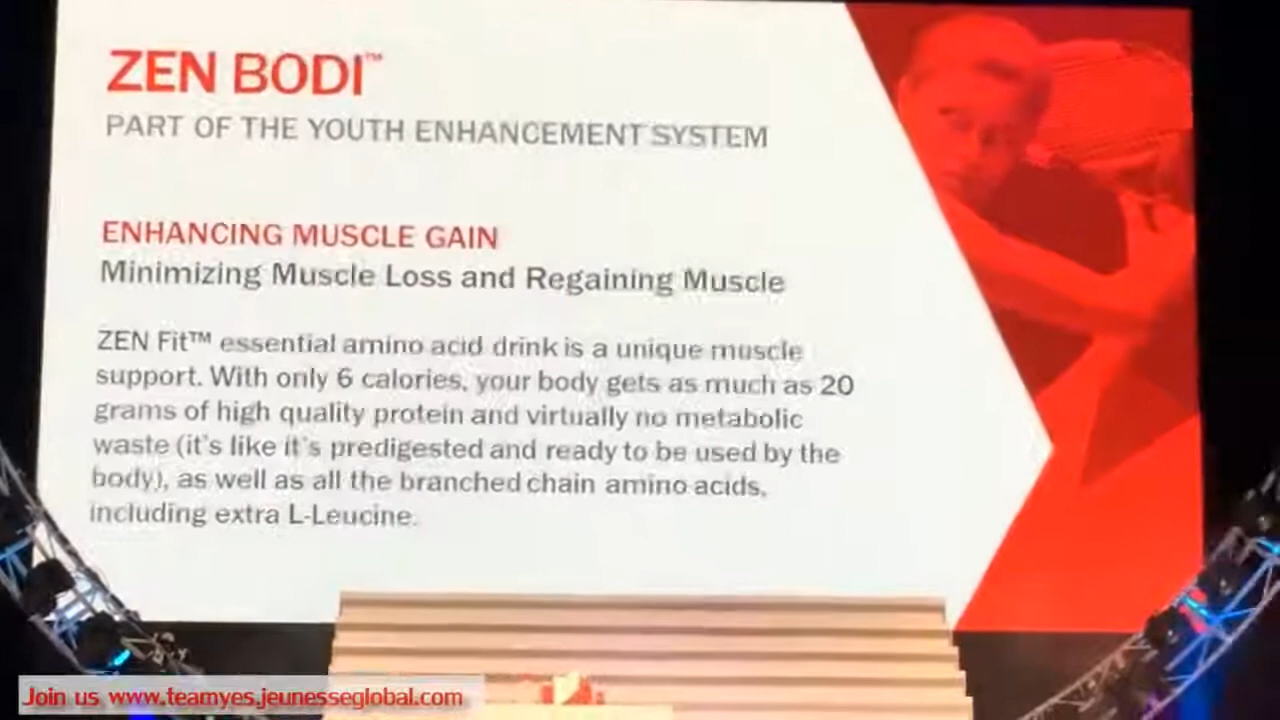 ZEN BODI™
PART OF THE YOUTH ENHANCEMENT SYSTEM
ENHANCING MUSCLE GAIN
Minimizing Muscle Loss and Regaining Muscle
ZEN Fit™ essential amino acid drink is a unique muscle
support. With only 6 calories, your body gets as much as 20
grams of high quality protein and virtually no metabolic
waste (it's like it's predigested and ready to be used by the
body), as well as all the branched chain amino acids,
including extra L-Leucine.
Join us www.teamyes.jeunesseglobal.com